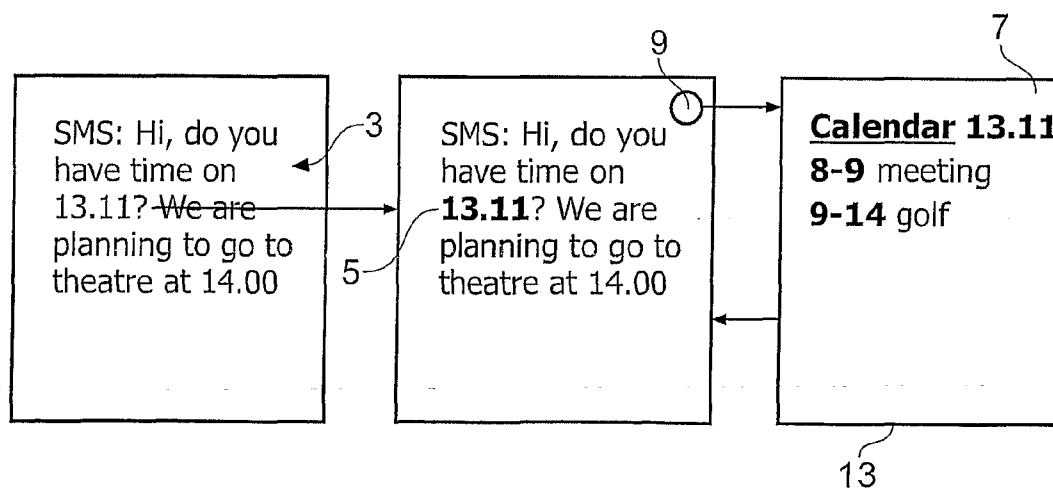 7
9
SMS: Hi, do you
have time on
13.11? We are
planning to go to
theatre at 14.00
3
SMS: Hi, do you
have time on
13.11? We are
planning to go to
theatre at 14.00
5
Calendar 13.11
8-9 meeting
9-14 golf
13